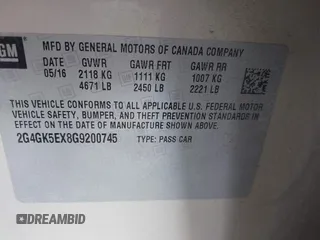 GM
MFD BY GENERAL MOTORS OF CANADA COMPANY
DATE GVWR GAWR FRT GAWR RR
05/16 2118 KG 1111 KG 1007 KG
4671 LB 2450 LB 2221 LB
THIS VEHICLE CONFORMS TO ALL APPLICABLE U.S. FEDERAL MOTOR
VEHICLE SAFETY, BUMPER, AND THEFT PREVENTION STANDARDS IN
EFFECT ON THE DATE OF MANUFACTURE SHOWN ABOVE.
2G4GK5EX8G9200745 TYPE: PASS CAR
©AutoBidCar
AutoBidCar